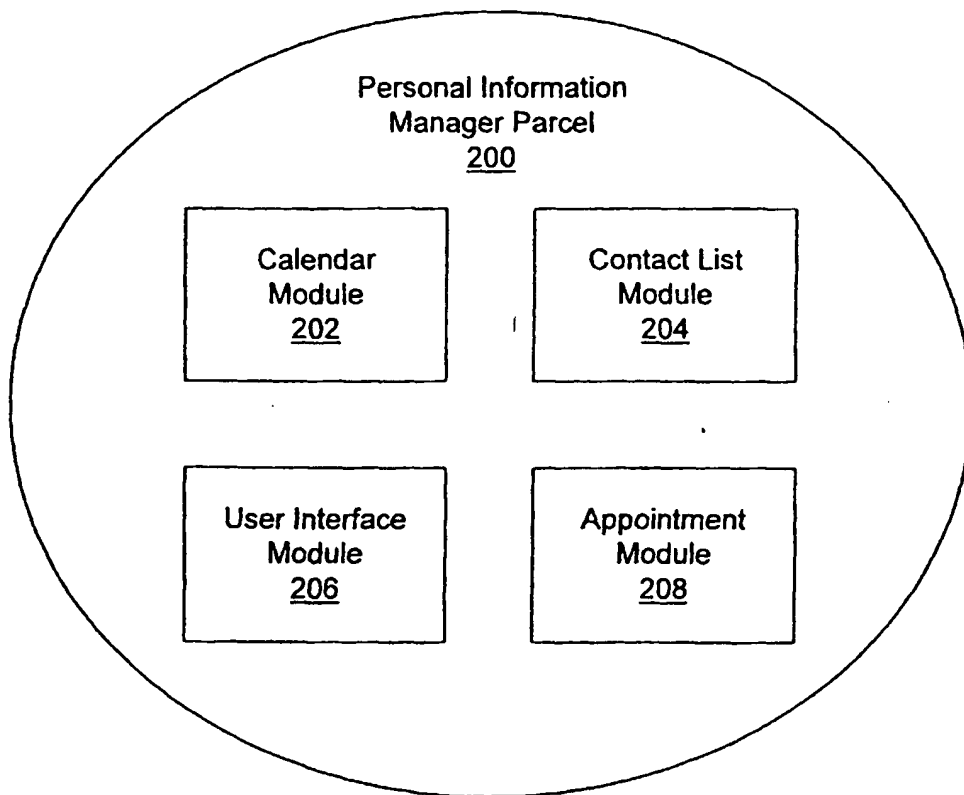 Personal Information
Manager Parcel
200
Calendar
Module
202
Contact List
Module
204
User Interface
Module
206
Appointment
Module
208